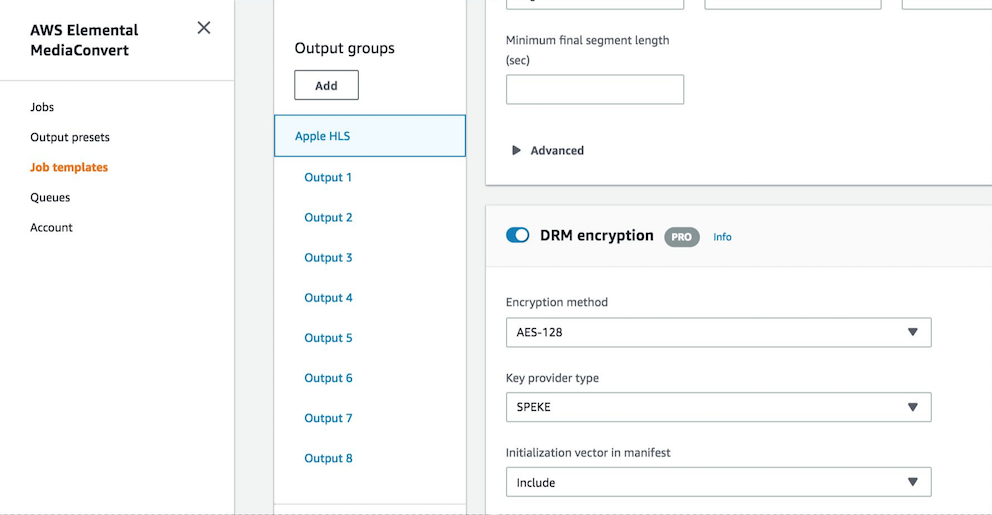 AWS Elemental
MediaConvert
Jobs
Output presets
Job templates
Queues
Account
Output groups
Add
Apple HLS
Output 1
Output 2
Output 3
Output 4
Output 5
Output 6
Output 7
Output 8
Minimum final segment length
(sec)
Advanced
DRM encryption PRO Info
Encryption method
AES-128
Key provider type
SPEKE
Initialization vector in manifest
Include